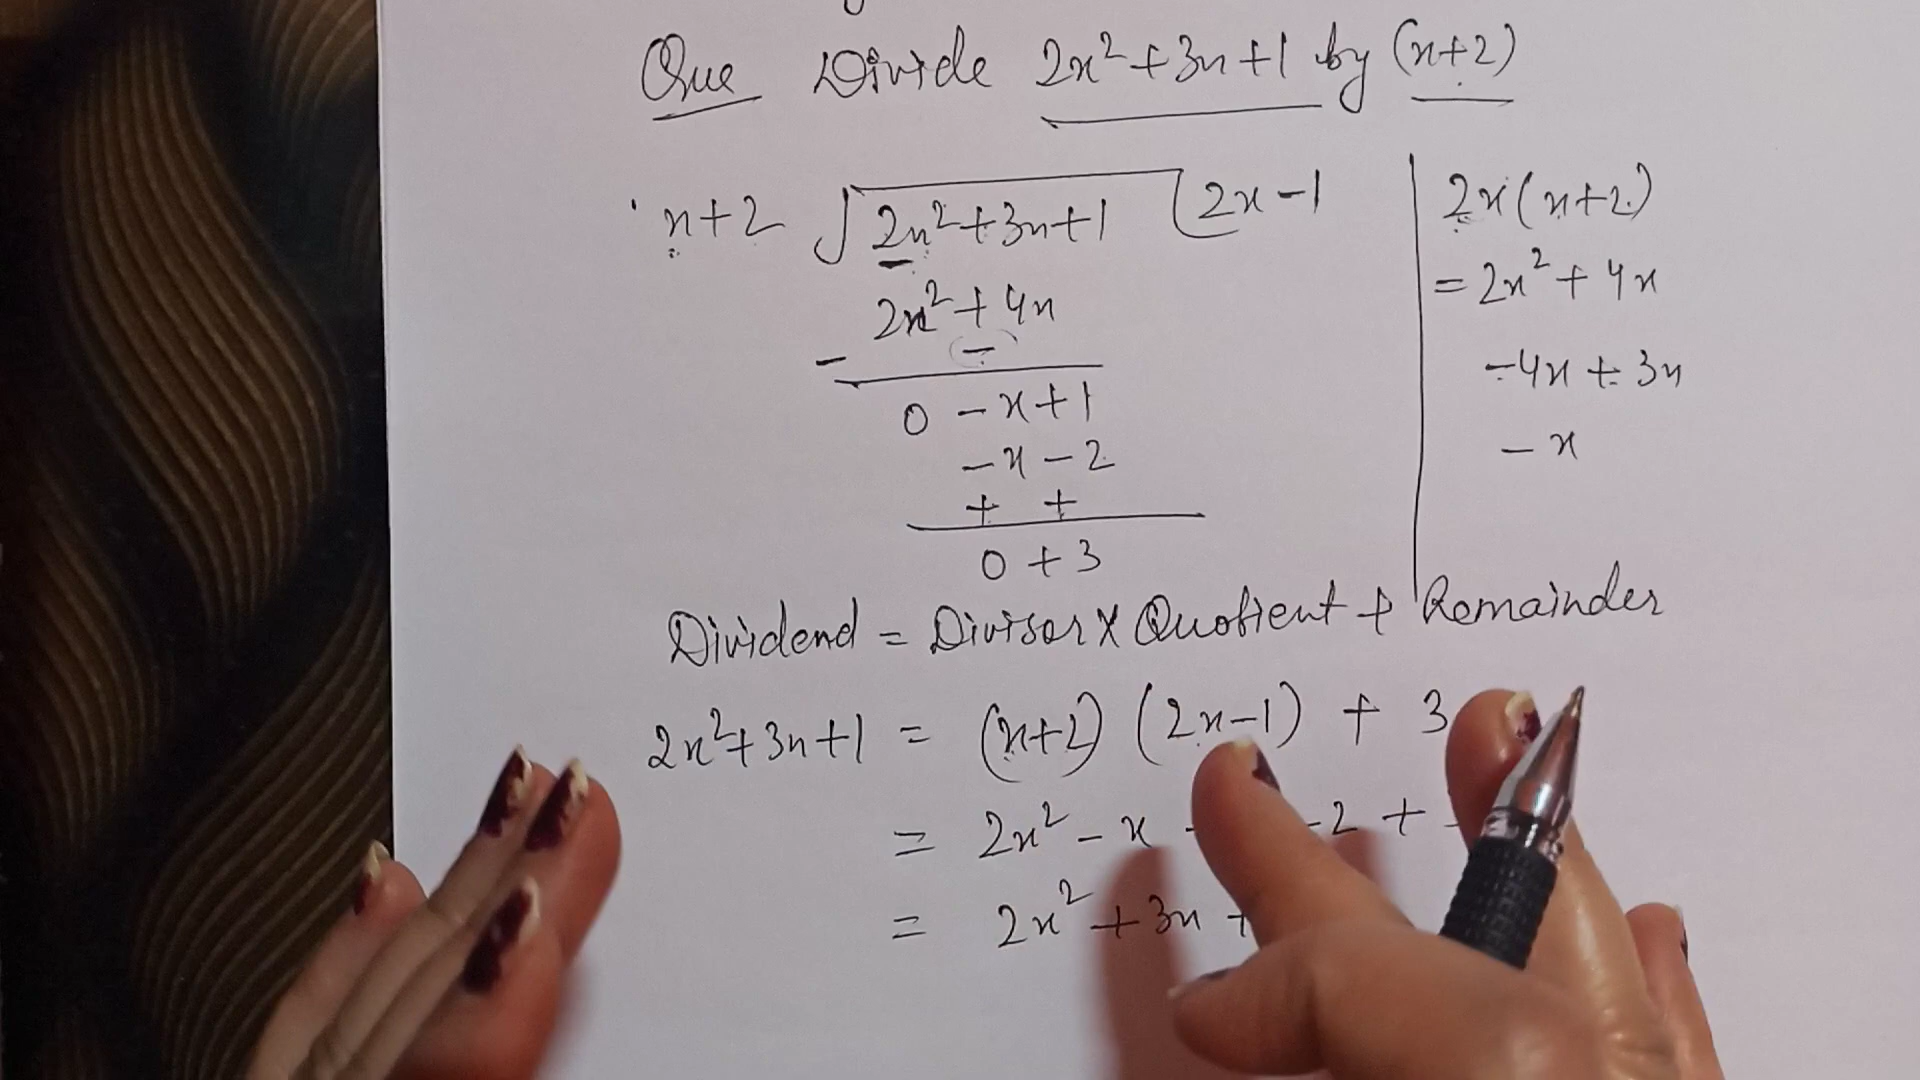 Que Divide 2x²+3x+1 by (x+2)
x+2 √2x²+3x+1 (2x-1
2x²+4x
- -
0 -x+1
-x-2
+ +
0+3
2x(x+2)
= 2x²+4x
-4x+3x
-x
Dividend = Divisor X Quotient + Remainder
2x²+3x+1 = (x+2) (2x-1) + 3
= 2x²-x -2 +
= 2x²+3x +